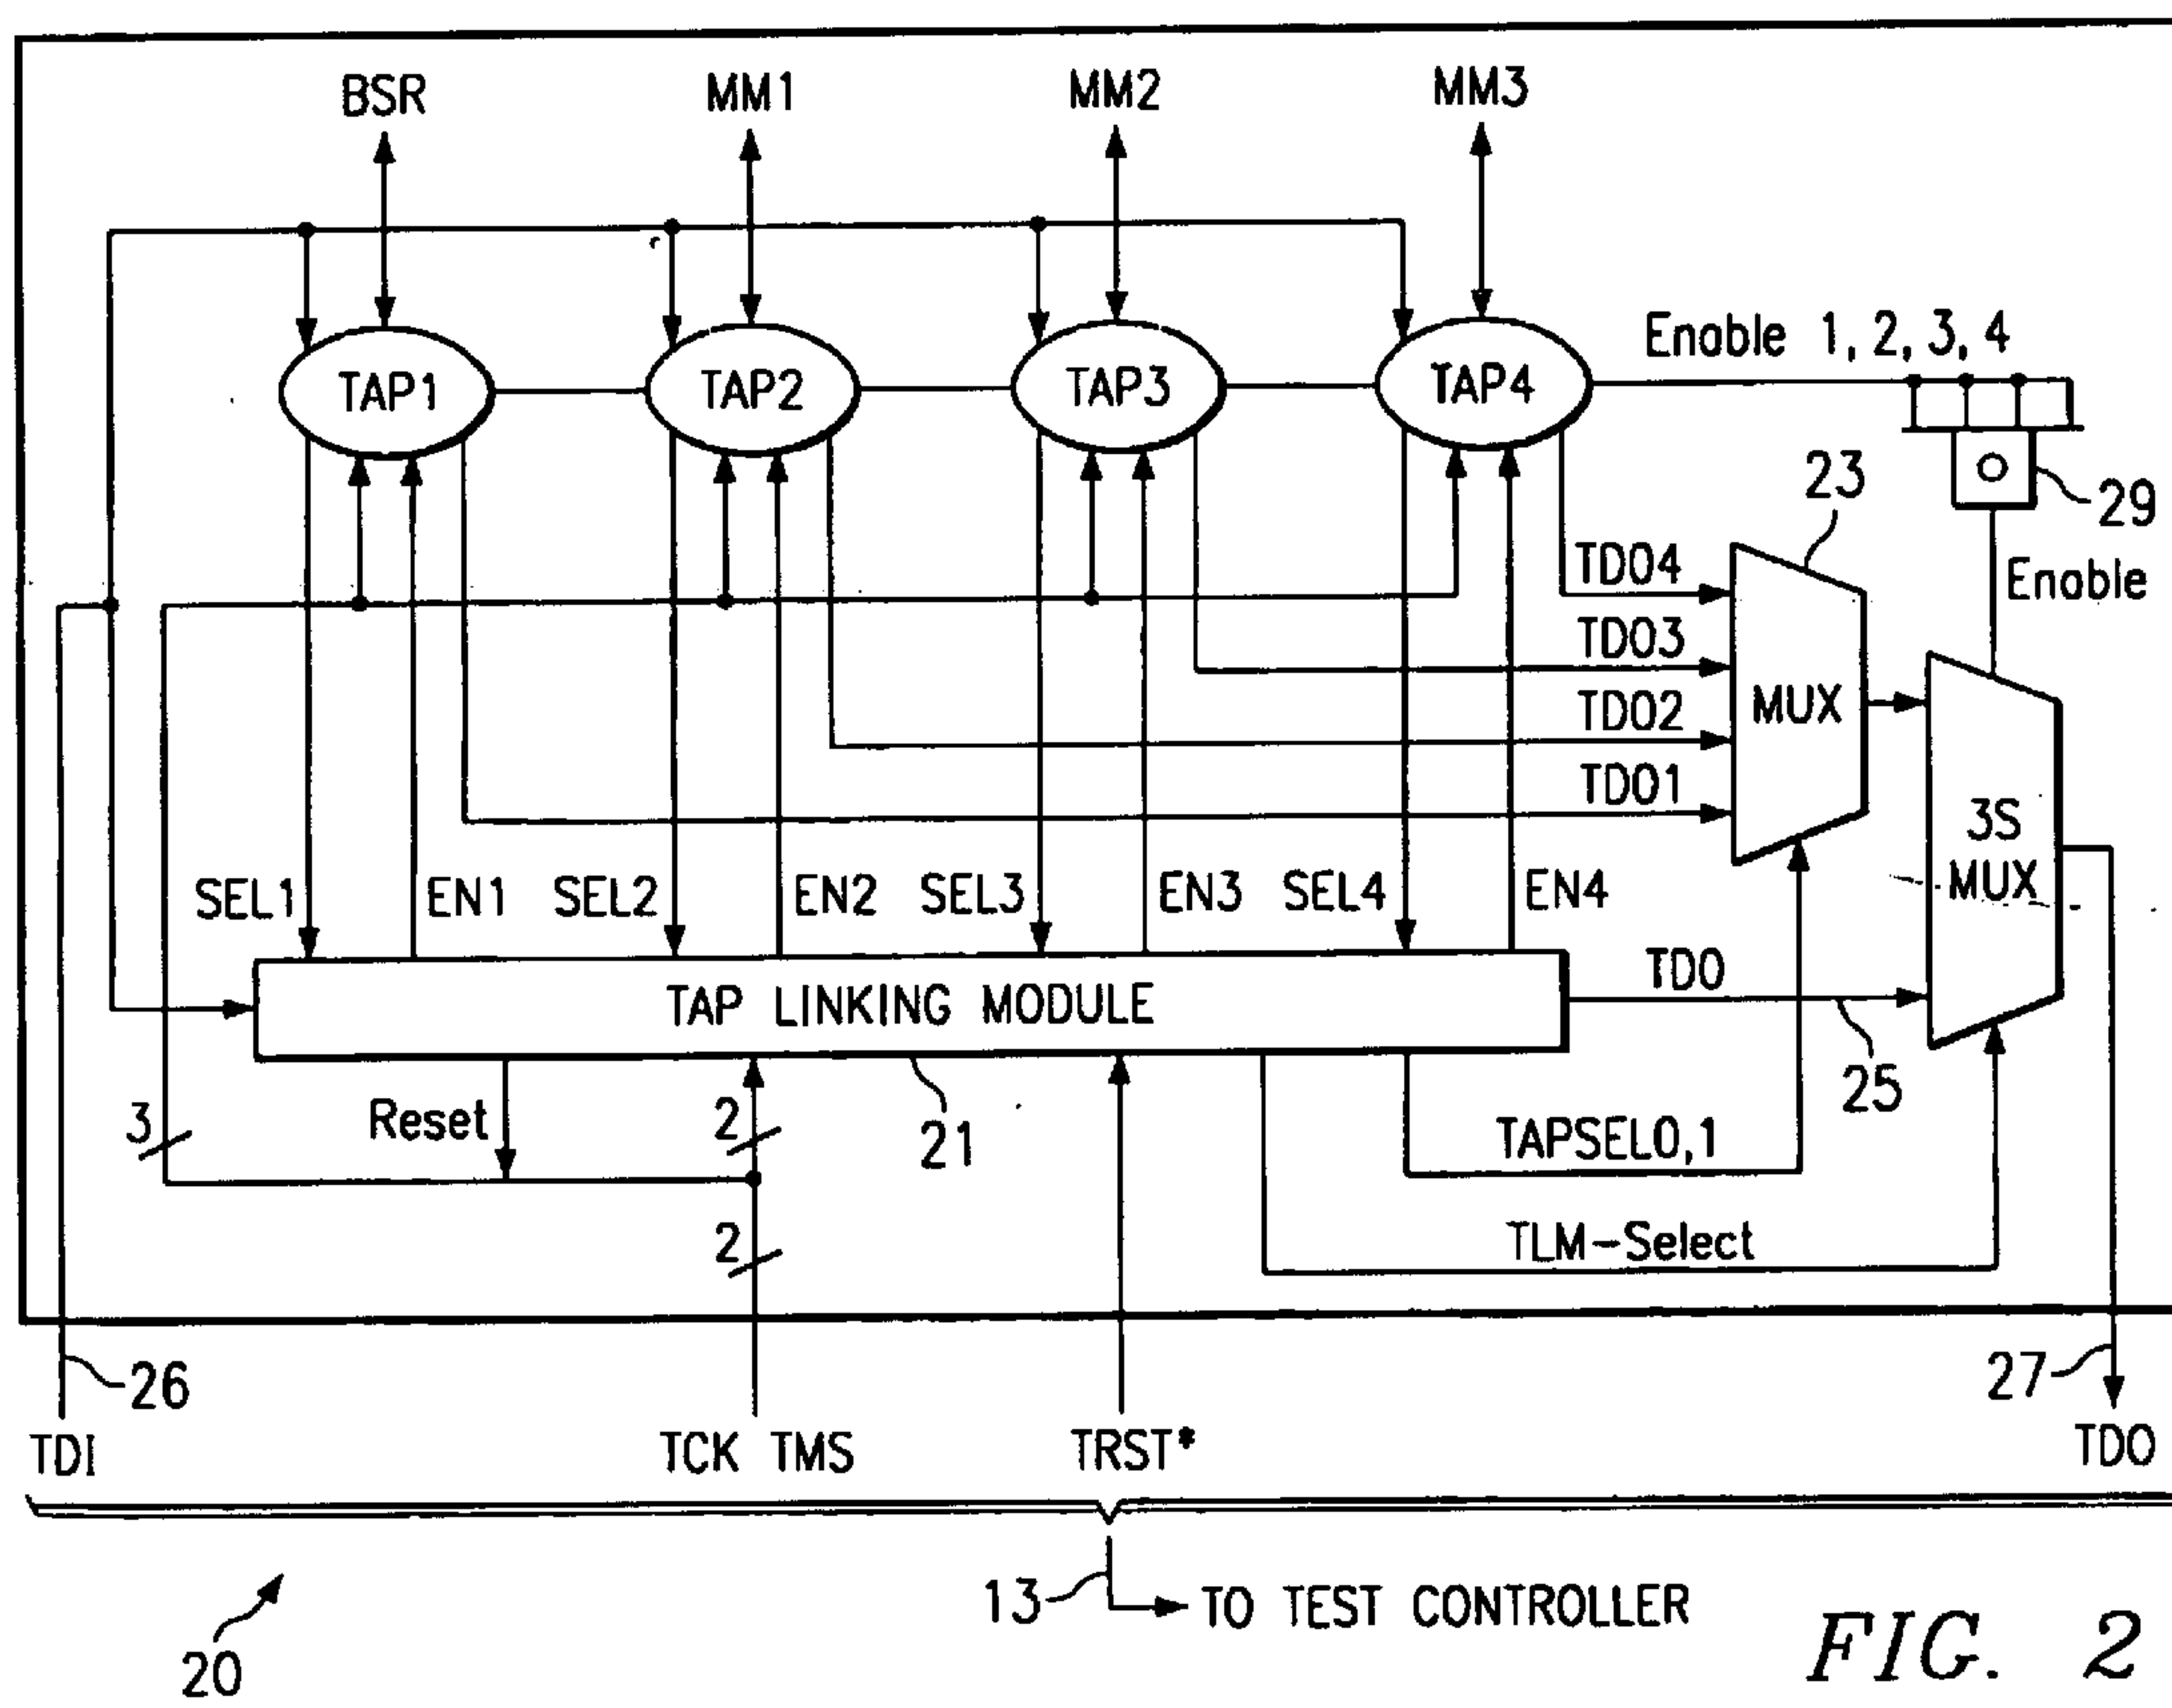 BSR MM1 MM2 MM3
TAP1 TAP2 TAP3 TAP4
Enable 1, 2, 3, 4
23
29
Enable
TDO4
TDO3
TDO2
TDO1
MUX
3S
MUX
SEL1 EN1 SEL2 EN2 SEL3 EN3 SEL4 EN4
TAP LINKING MODULE
TDO
25
3
Reset
2
21
TAPSEL0,1
2
TLM-Select
26
27
TDI
TCK TMS
TRST*
TDO
13
TO TEST CONTROLLER
20
FIG. 2